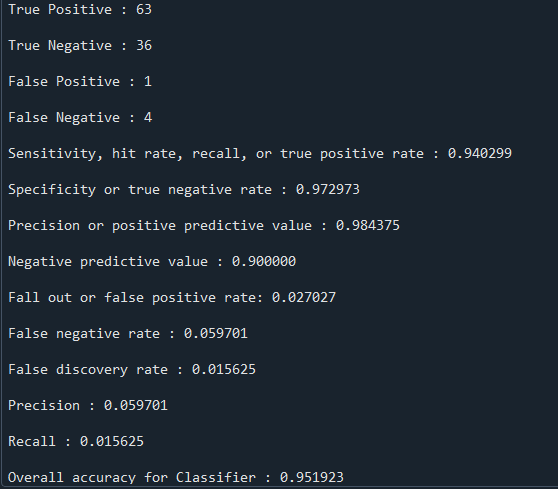 True Positive : 63
True Negative : 36
False Positive : 1
False Negative : 4
Sensitivity, hit rate, recall, or true positive rate : 0.940299
Specificity or true negative rate : 0.972973
Precision or positive predictive value : 0.984375
Negative predictive value : 0.900000
Fall out or false positive rate: 0.027027
False negative rate : 0.059701
False discovery rate : 0.015625
Precision : 0.059701
Recall : 0.015625
Overall accuracy for Classifier : 0.951923